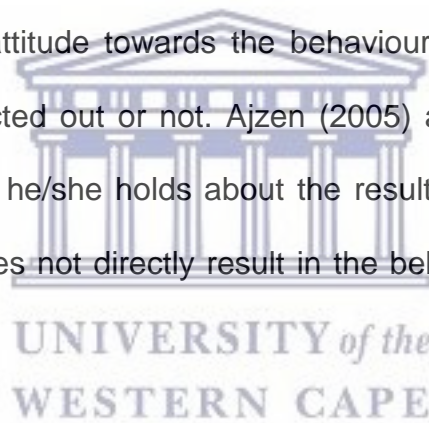 attitude towards the behaviour
cted out or not. Ajzen (2005) a
he/she holds about the result
es not directly result in the bel
UNIVERSITY of the
WESTERN CAPE